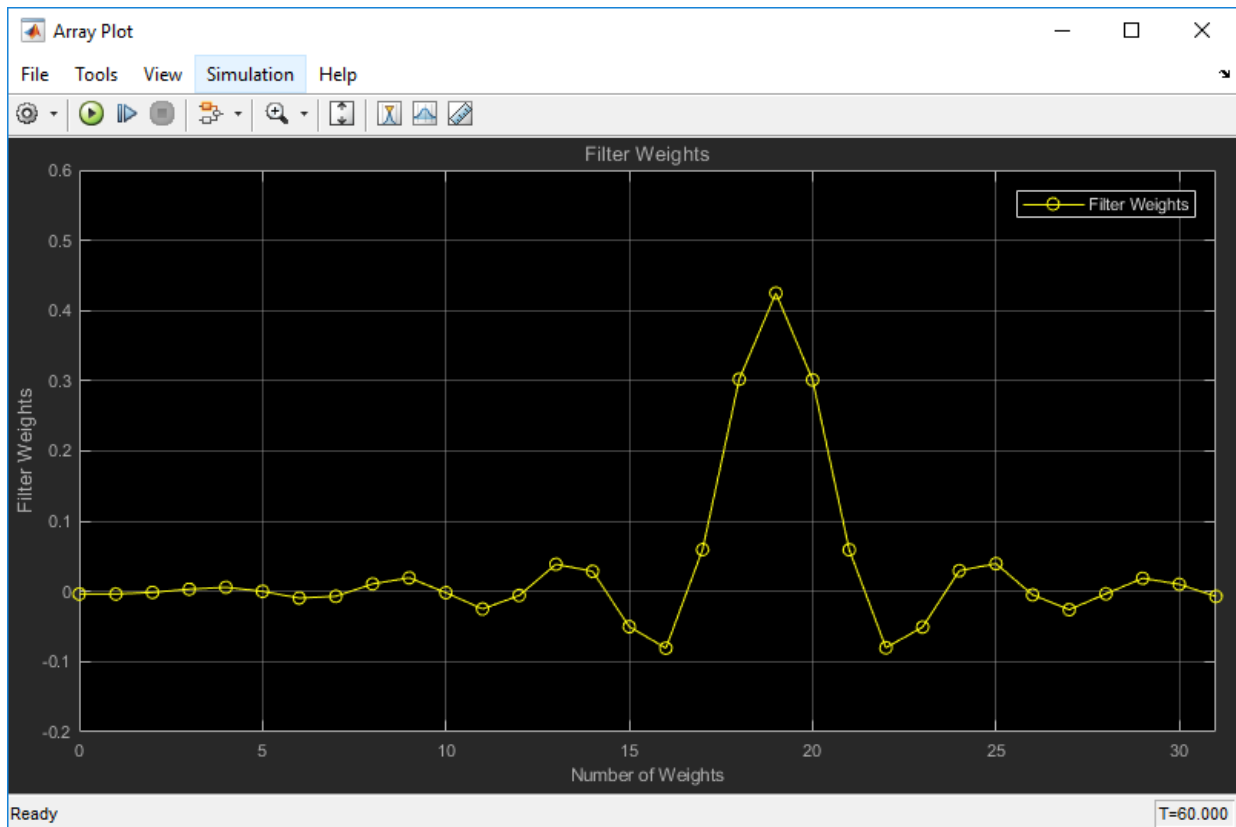 Array Plot
File Tools View Simulation Help
Filter Weights
Filter Weights
0.6
0.5
0.4
0.3
0.2
0.1
0
-0.1
-0.2
Filter Weights
0 5 10 15 20 25 30
Number of Weights
Ready T=60.000